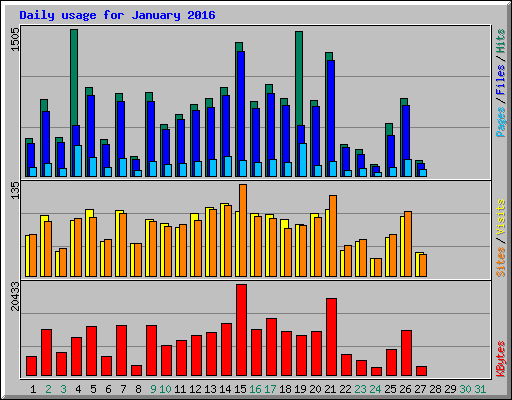 Daily usage for January 2016
1505
Pages / Files / Hits
135
Sites / Visits
20433
KBytes
1 2 3 4 5 6 7 8 9 10 11 12 13 14 15 16 17 18 19 20 21 22 23 24 25 26 27 28 29 30 31